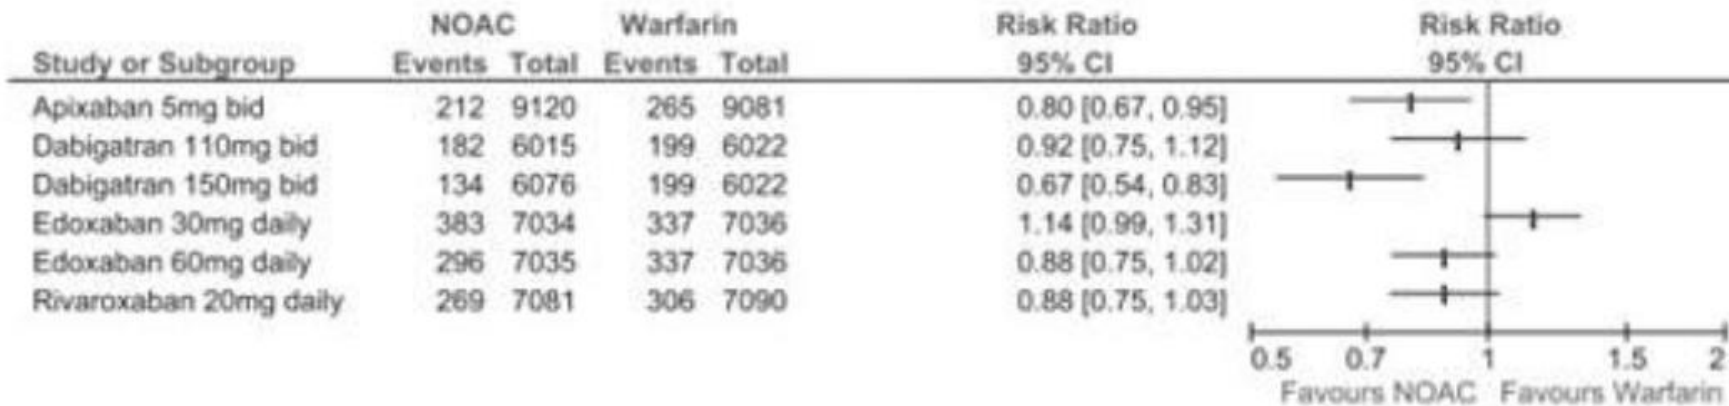 NOAC Warfarin Risk Ratio Risk Ratio
Study or Subgroup Events Total Events Total 95% CI 95% CI
Apixaban 5mg bid 212 9120 265 9081 0.80 [0.67, 0.95]
Dabigatran 110mg bid 182 6015 199 6022 0.92 [0.75, 1.12]
Dabigatran 150mg bid 134 6076 199 6022 0.67 [0.54, 0.83]
Edoxaban 30mg daily 383 7034 337 7036 1.14 [0.99, 1.31]
Edoxaban 60mg daily 296 7035 337 7036 0.88 [0.75, 1.02]
Rivaroxaban 20mg daily 269 7081 306 7090 0.88 [0.75, 1.03]
0.5 0.7 1 1.5 2
Favours NOAC Favours Warfarin